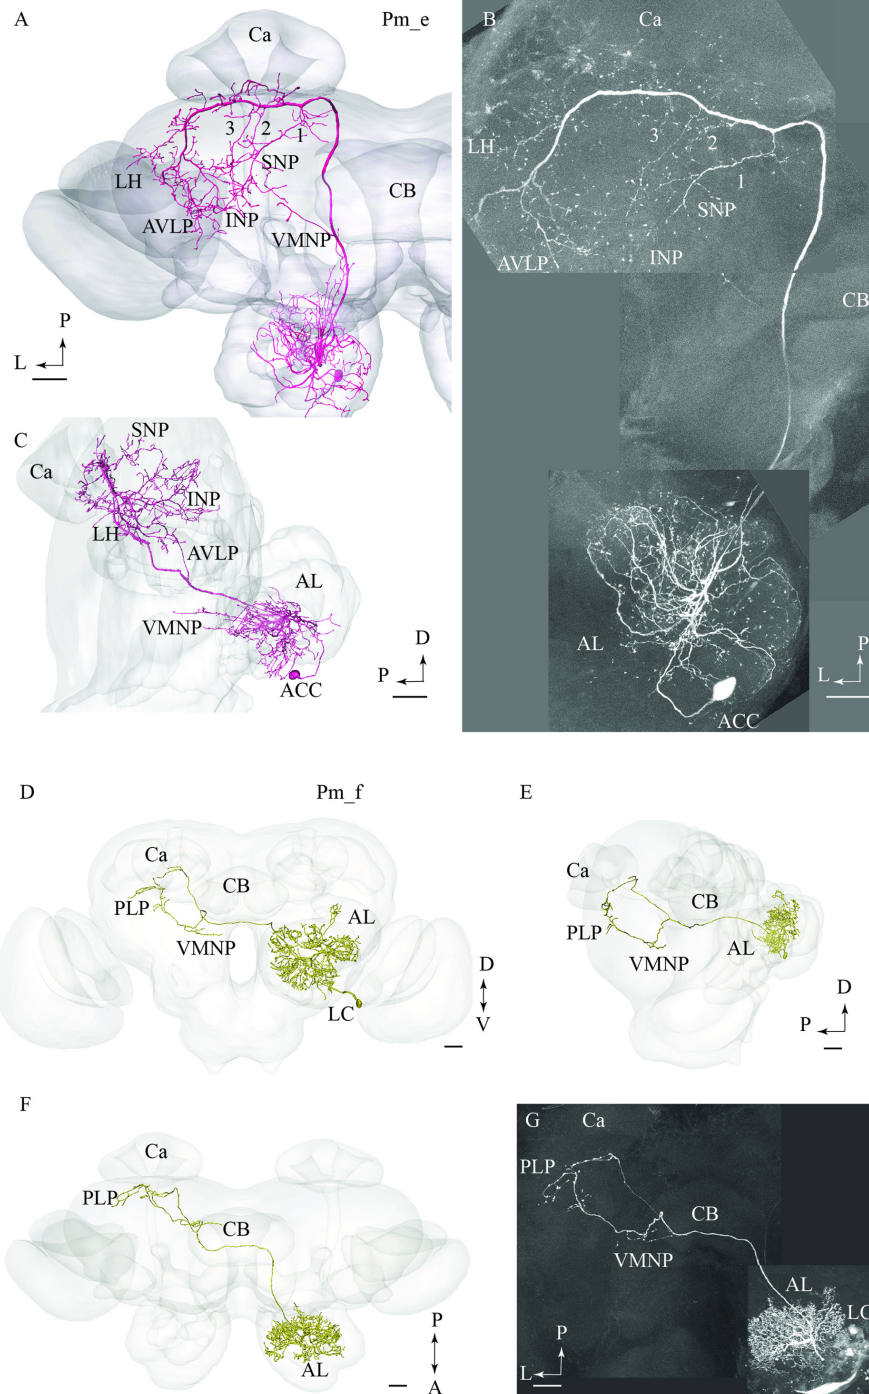 A
Pm_e
Ca
3
2
1
SNP
LH
CB
AVLP
INP
VMNP
P
L
B
Ca
3
LH
2
1
SNP
AVLP
INP
CB
AL
P
L
ACC
C
SNP
Ca
INP
LH
AVLP
AL
VMNP
D
P
ACC
D
Pm_f
Ca
CB
PLP
AL
VMNP
D
V
LC
E
Ca
CB
PLP
AL
VMNP
D
P
F
Ca
PLP
CB
P
A
AL
G
Ca
PLP
CB
VMNP
AL
LC
P
L